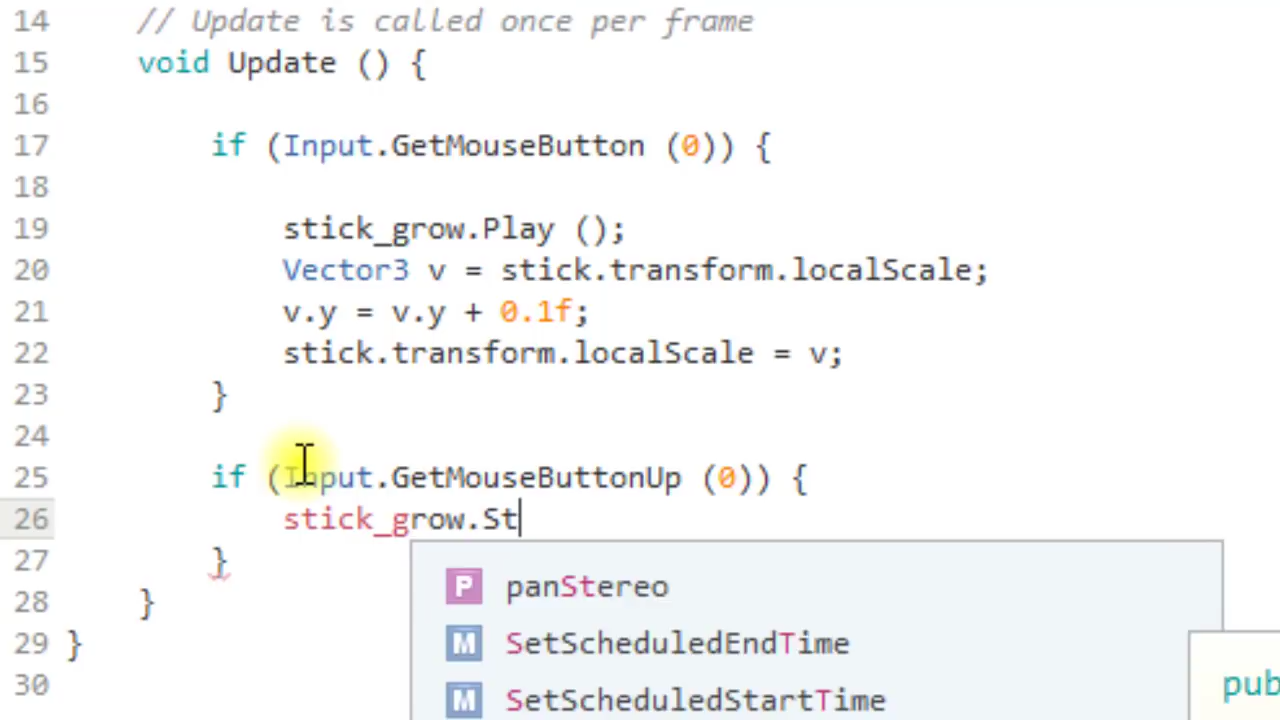 14 // Update is called once per frame
15 void Update () {
16
17 if (Input.GetMouseButton (0)) {
18
19 stick_grow.Play ();
20 Vector3 v = stick.transform.localScale;
21 v.y = v.y + 0.1f;
22 stick.transform.localScale = v;
23 }
24
25 if (Input.GetMouseButtonUp (0)) {
26 stick_grow.St
27 }
28 }
29 }
30
P panStereo
M SetScheduledEndTime
M SetScheduledStartTime
pub